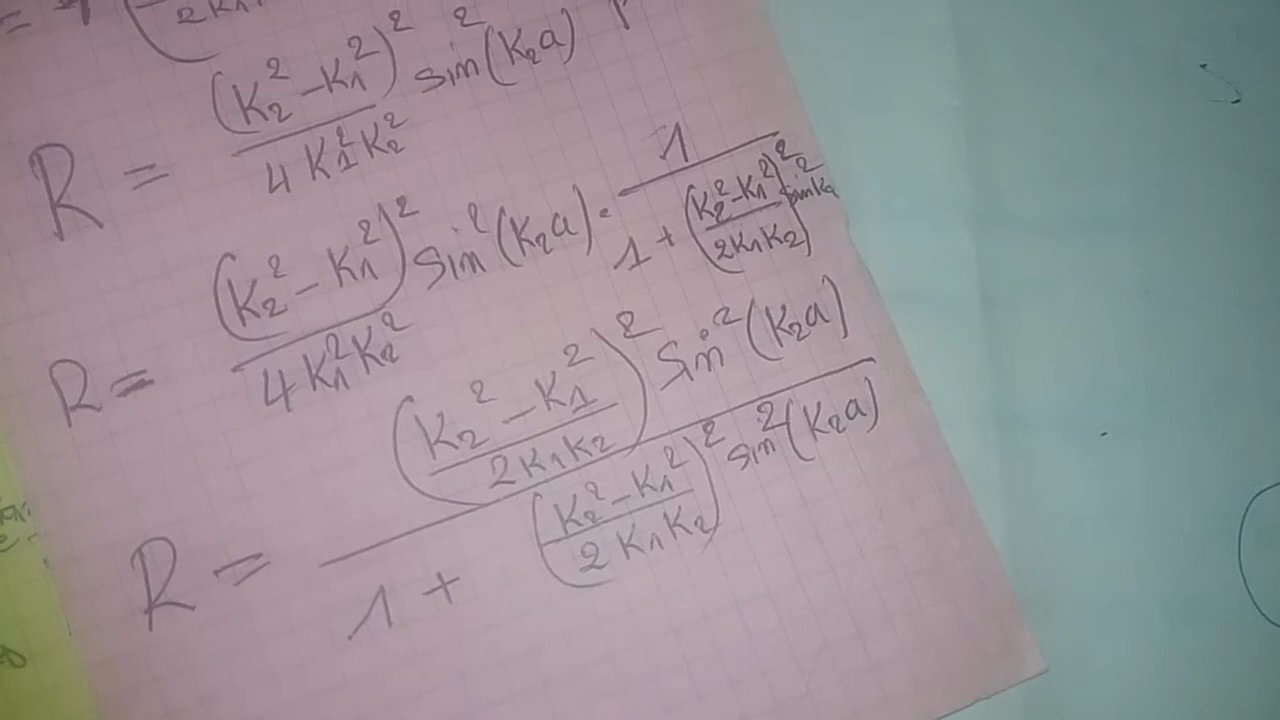 R = (K₂² - K₁²)² / 4K₁²K₂² sin²(K₂a)
R = (K₂² - K₁²)² / 4K₁²K₂² sin²(K₂a) · 1 / 1 + (K₂² - K₁² / 2K₁K₂)² sin²
R = (K₂² - K₁² / 2K₁K₂)² sin²(K₂a) / 1 + (K₂² - K₁² / 2K₁K₂)² sin²(K₂a)